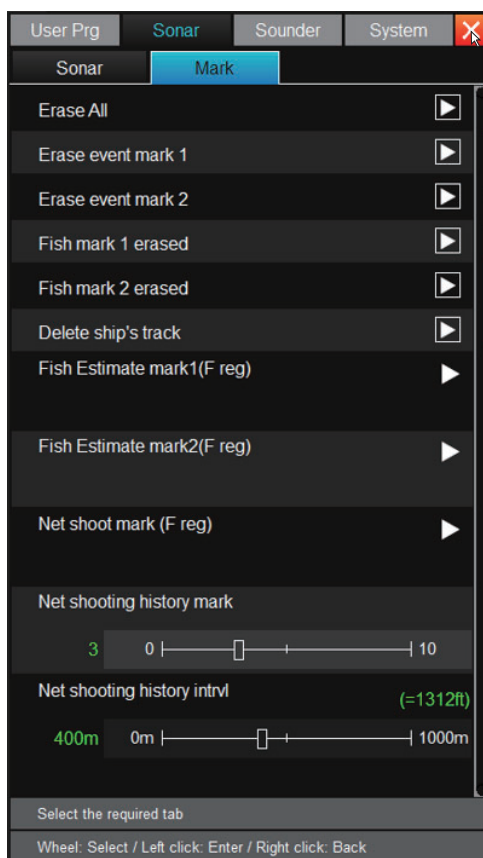 User Prg Sonar Sounder System
Sonar Mark
Erase All
Erase event mark 1
Erase event mark 2
Fish mark 1 erased
Fish mark 2 erased
Delete ship's track
Fish Estimate mark1(F reg)
Fish Estimate mark2(F reg)
Net shoot mark (F reg)
Net shooting history mark
3 0 10
Net shooting history intrvl (=1312ft)
400m 0m 1000m
Select the required tab
Wheel: Select / Left click: Enter / Right click: Back